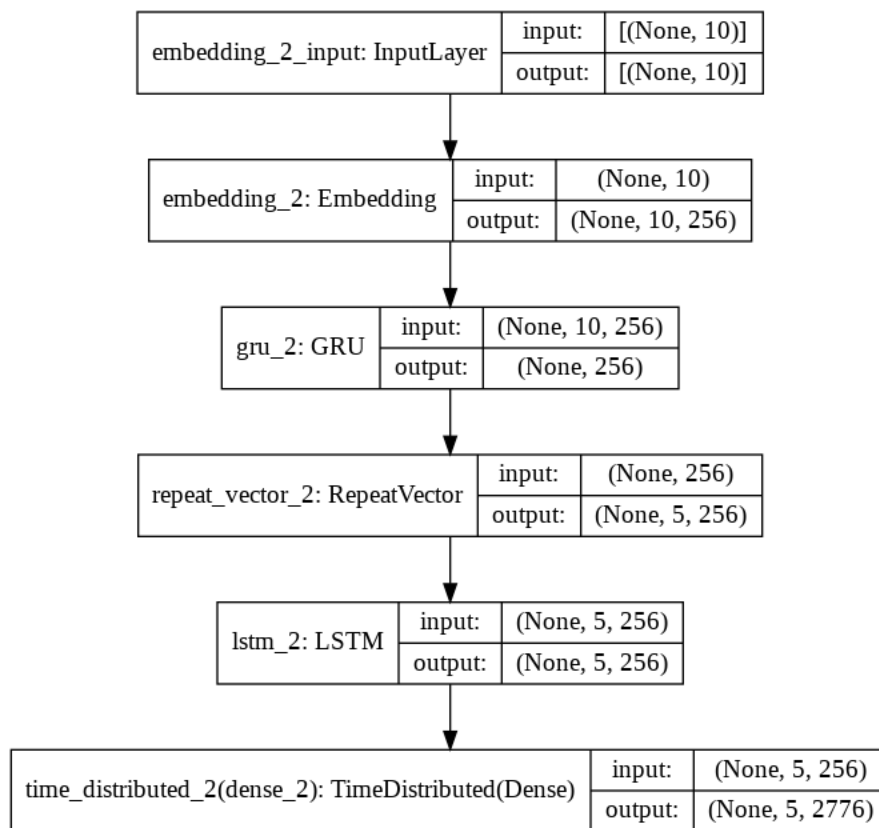 embedding_2_input: InputLayer
input: [(None, 10)]
output: [(None, 10)]
embedding_2: Embedding
input: (None, 10)
output: (None, 10, 256)
gru_2: GRU
input: (None, 10, 256)
output: (None, 256)
repeat_vector_2: RepeatVector
input: (None, 256)
output: (None, 5, 256)
lstm_2: LSTM
input: (None, 5, 256)
output: (None, 5, 256)
time_distributed_2(dense_2): TimeDistributed(Dense)
input: (None, 5, 256)
output: (None, 5, 2776)